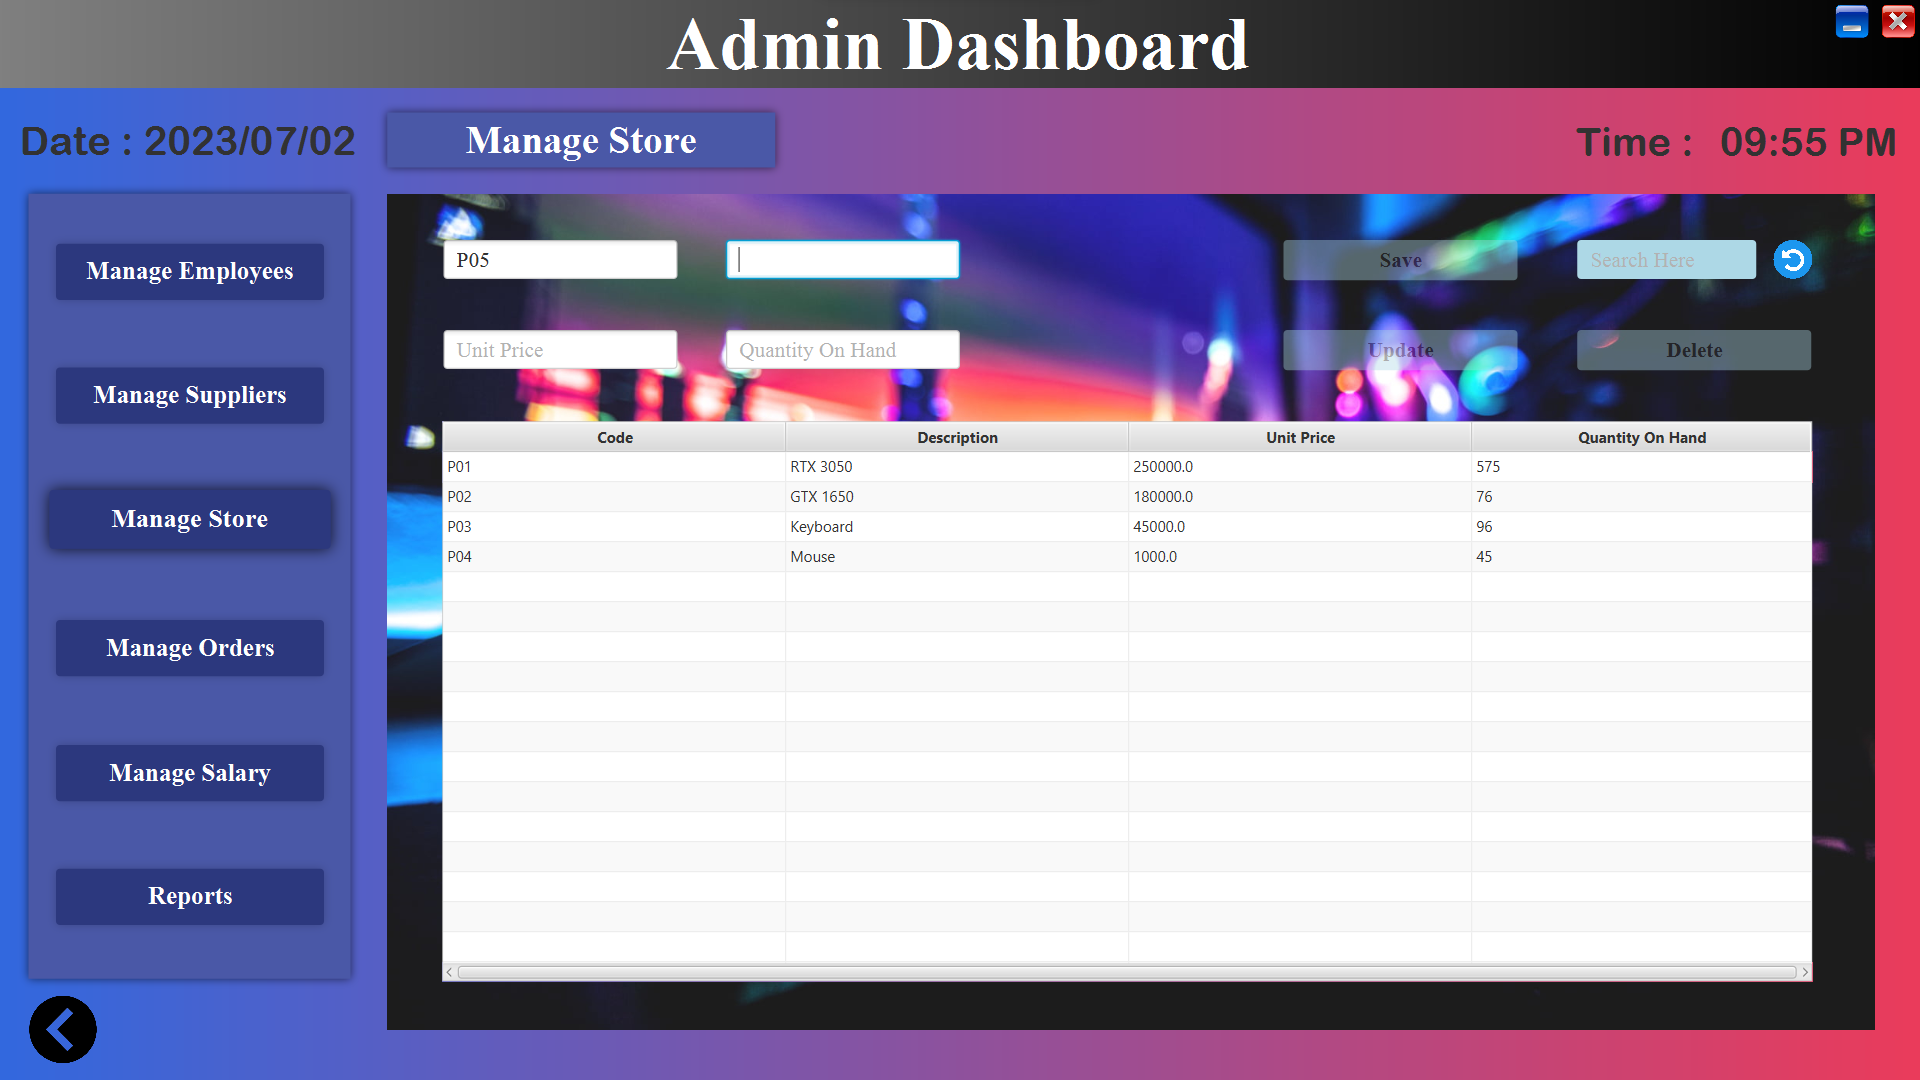 Admin Dashboard
Date : 2023/07/02
Manage Store
Time : 09:55 PM
Manage Employees
Manage Suppliers
Manage Store
Manage Orders
Manage Salary
Reports
P05
Save
Search Here
Unit Price
Quantity On Hand
Update
Delete
Code Description Unit Price Quantity On Hand
P01 RTX 3050 250000.0 575
P02 GTX 1650 180000.0 76
P03 Keyboard 45000.0 96
P04 Mouse 1000.0 45